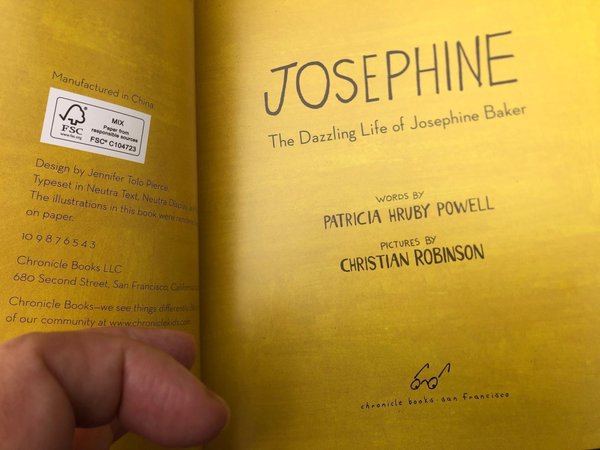 Manufactured in China
FSC
www.fsc.org
MIX
Paper from
responsible sources
FSC® C104723
Design by Jennifer Tolo Pierce.
Typeset in Neutra Text, Neutra Display,
The illustrations in this book were
on paper.
10 9 8 7 6 5 4 3
Chronicle Books LLC
680 Second Street, San Francisco, California
Chronicle Books—we see things differently.
of our community at www.chroniclekids.com
JOSEPHINE
The Dazzling Life of Josephine Baker
WORDS BY
PATRICIA HRUBY POWELL
PICTURES BY
CHRISTIAN ROBINSON
chronicle books · san francisco